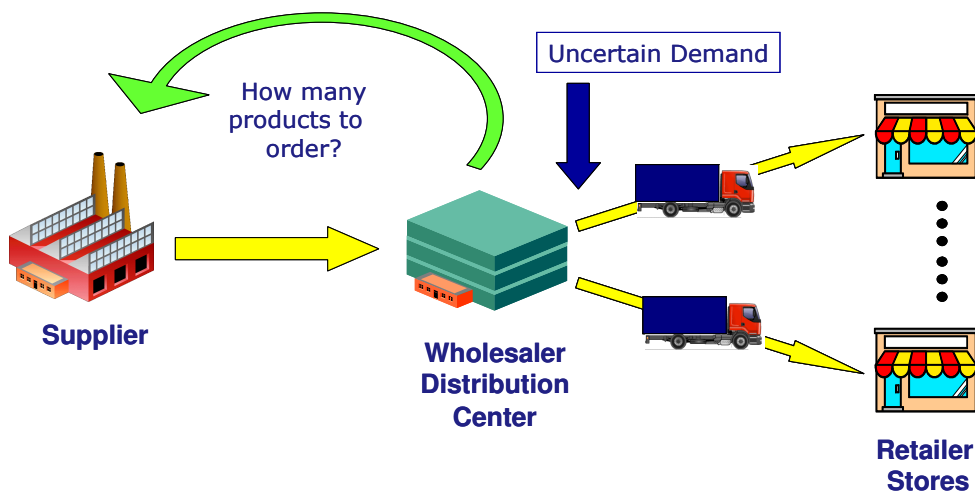 Uncertain Demand
How many
products to
order?
Supplier
Wholesaler
Distribution
Center
Retailer
Stores